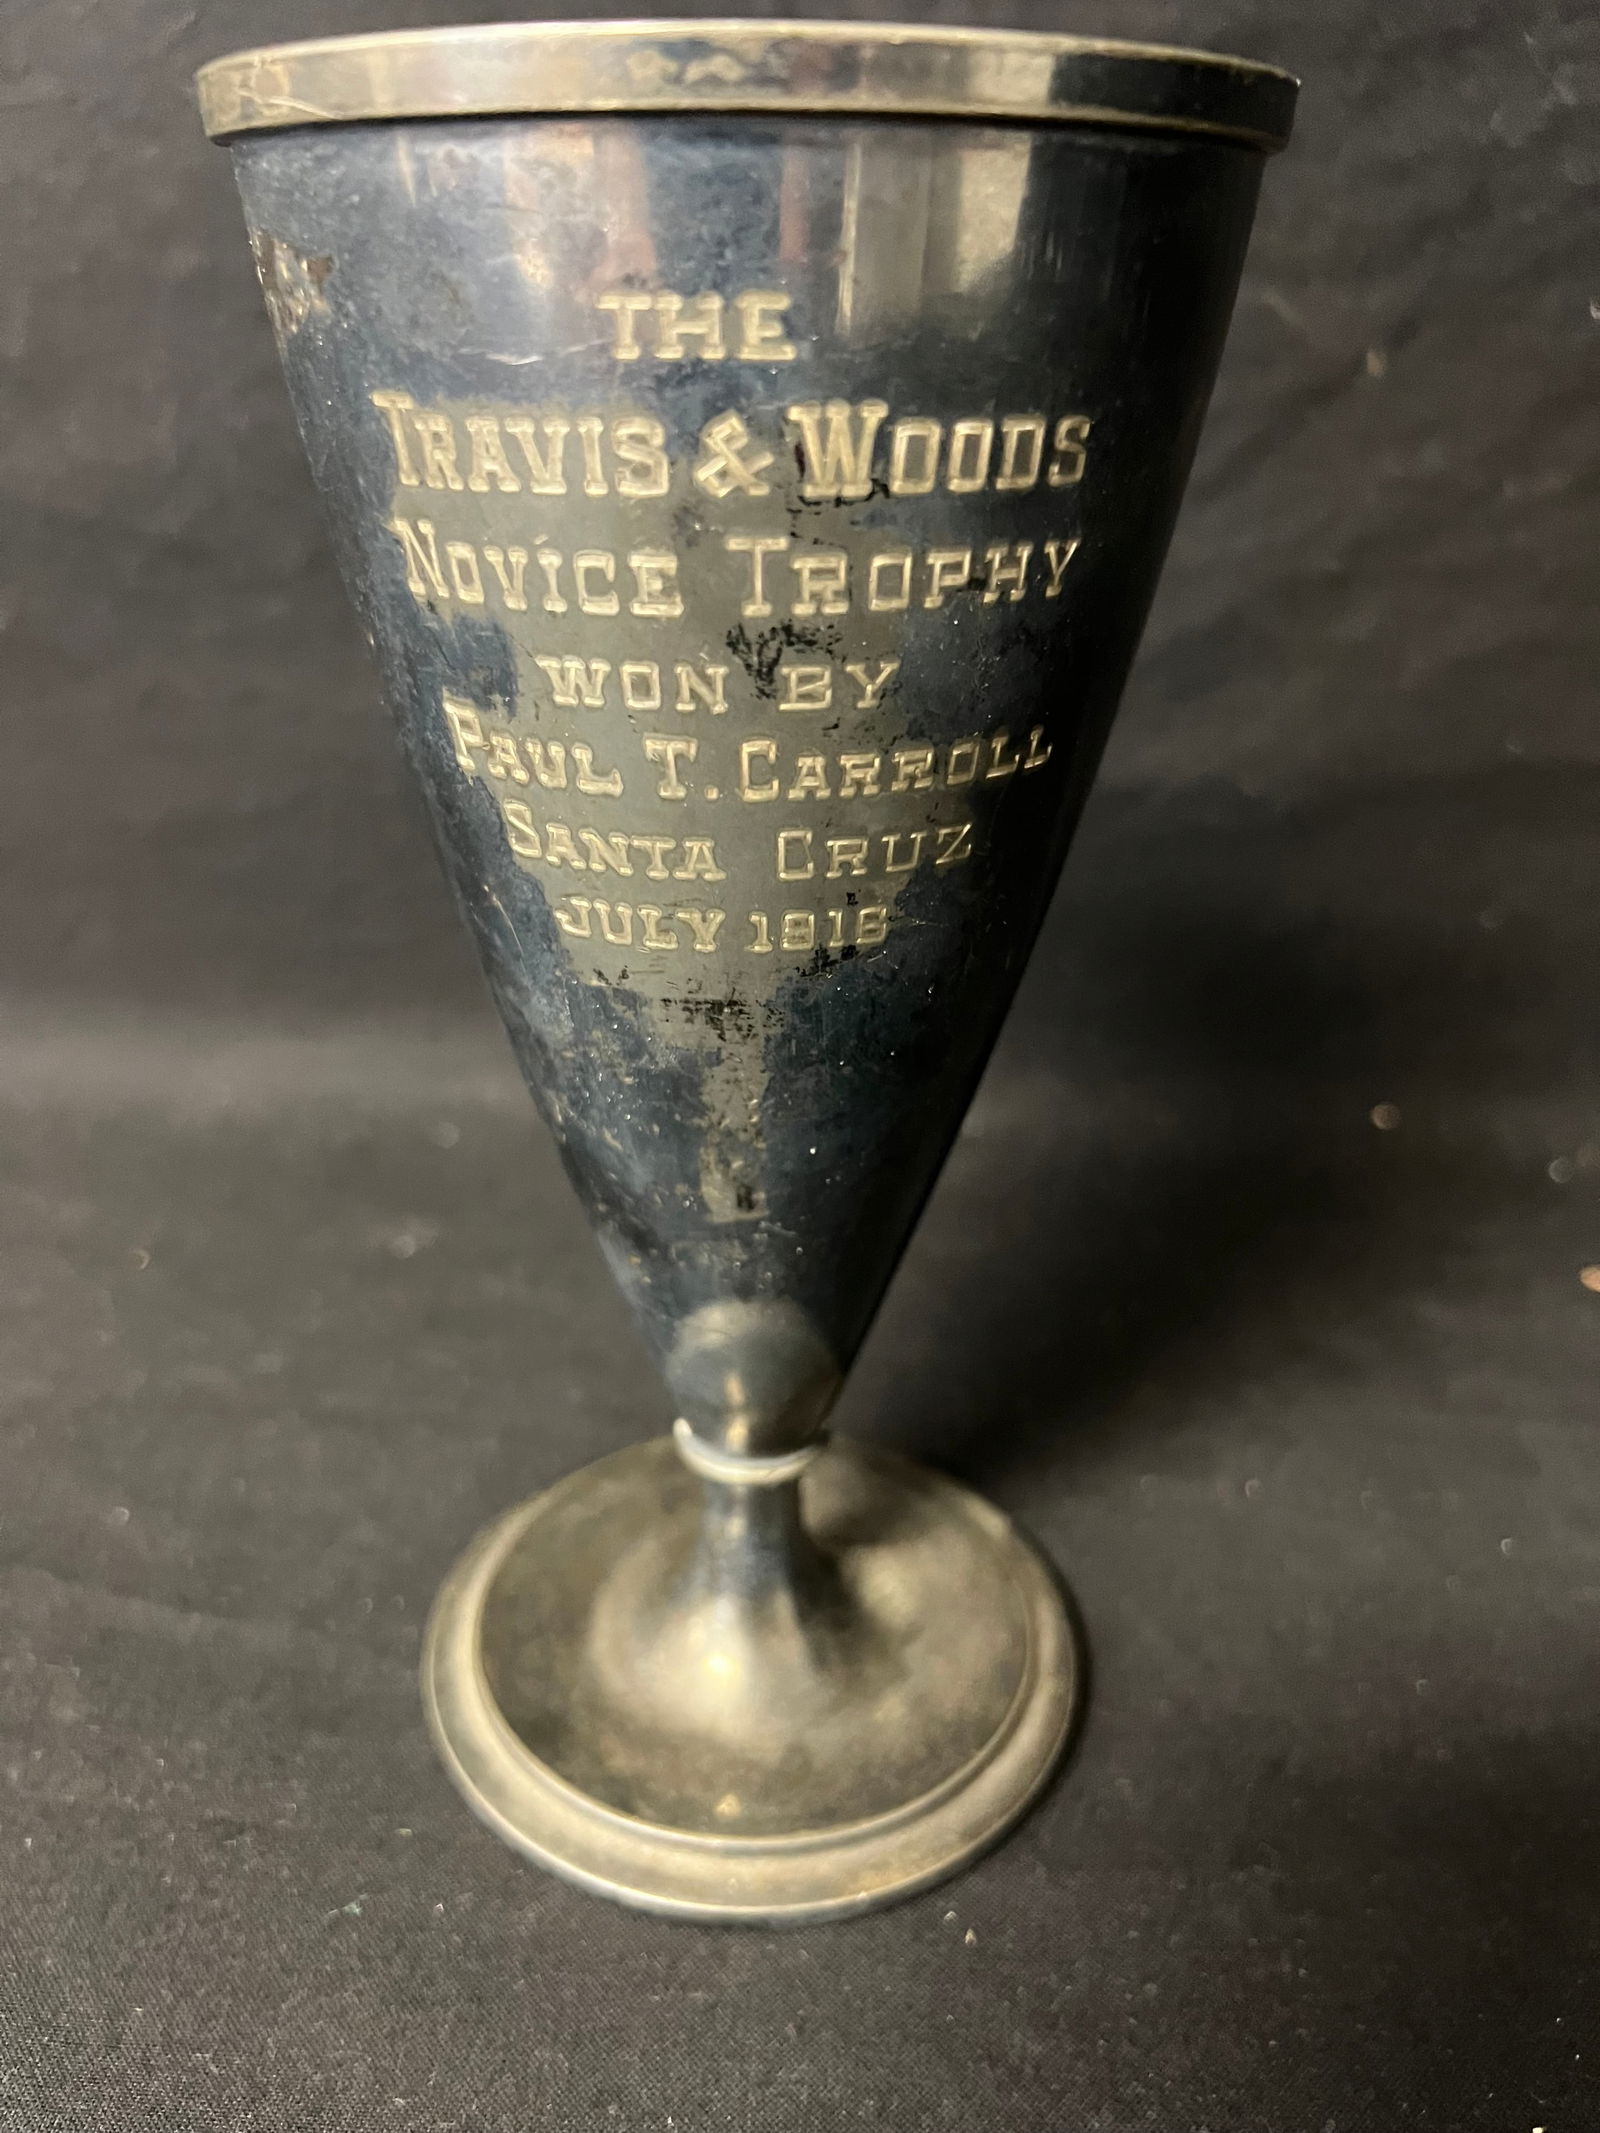 THE
TRAVIS & WOODS
NOVICE TROPHY
WON BY
PAUL T. CARROLL
SANTA CRUZ
JULY 1916